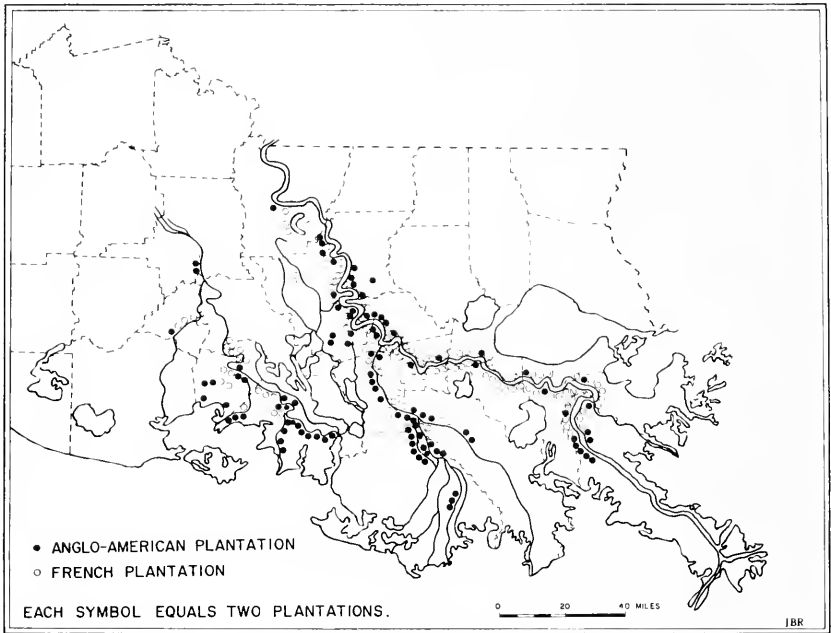 ANGLO-AMERICAN PLANTATION
FRENCH PLANTATION
EACH SYMBOL EQUALS TWO PLANTATIONS.
0 20 40 MILES
JBR